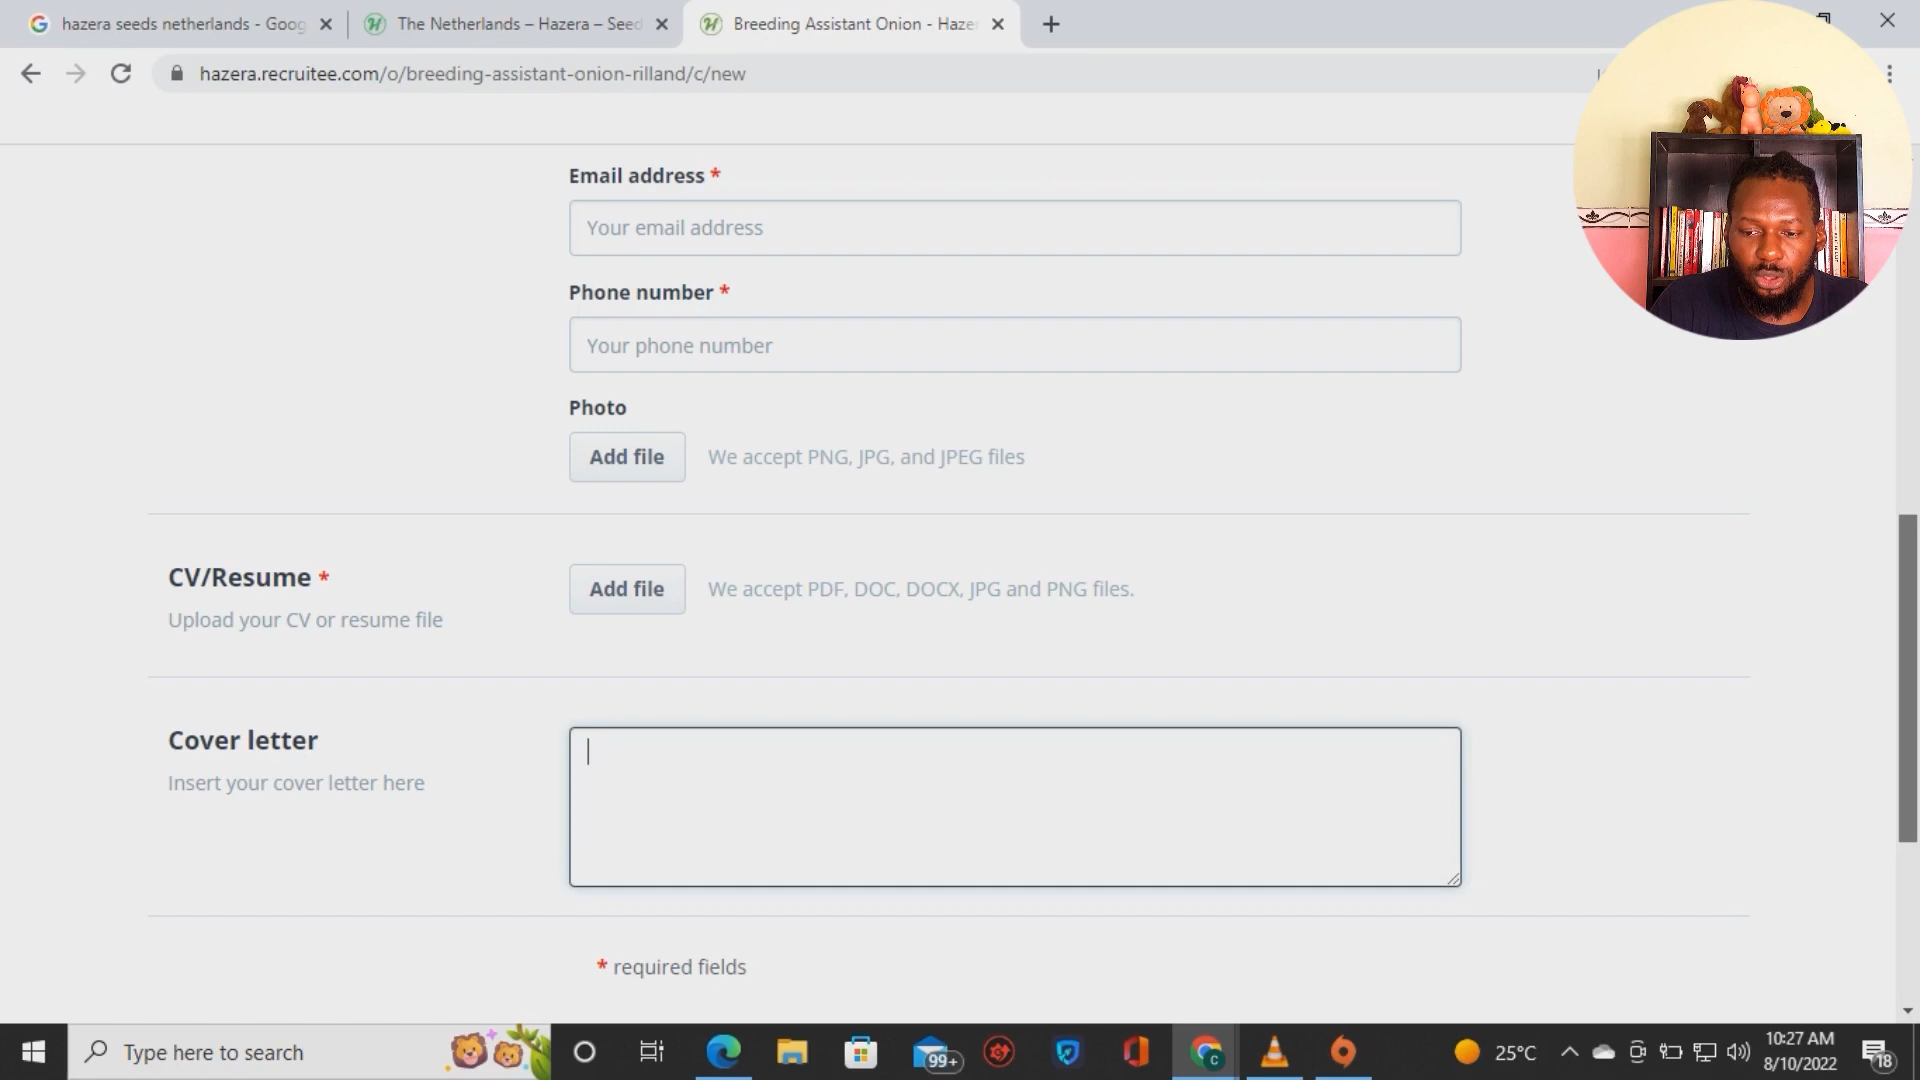 hazera seeds netherlands - Goog
The Netherlands – Hazera – Seed
Breeding Assistant Onion - Hazer
hazera.recruitee.com/o/breeding-assistant-onion-rilland/c/new
Email address *
Your email address
Phone number *
Your phone number
Photo
Add file
We accept PNG, JPG, and JPEG files
CV/Resume *
Upload your CV or resume file
Add file
We accept PDF, DOC, DOCX, JPG and PNG files.
Cover letter
Insert your cover letter here
* required fields
Type here to search
99+
C
25°C
10:27 AM
8/10/2022
18